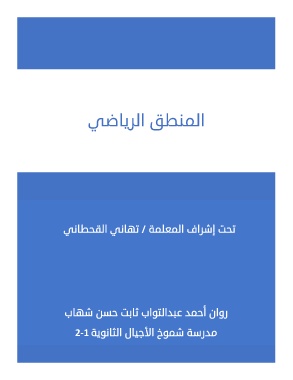 المنطق الرياضي
تحت إشراف المعلمة / تهاني القحطاني
روان أحمد عبدالتواب ثابت حسن شهاب
مدرسة شموخ الأجيال الثانوية 1-2